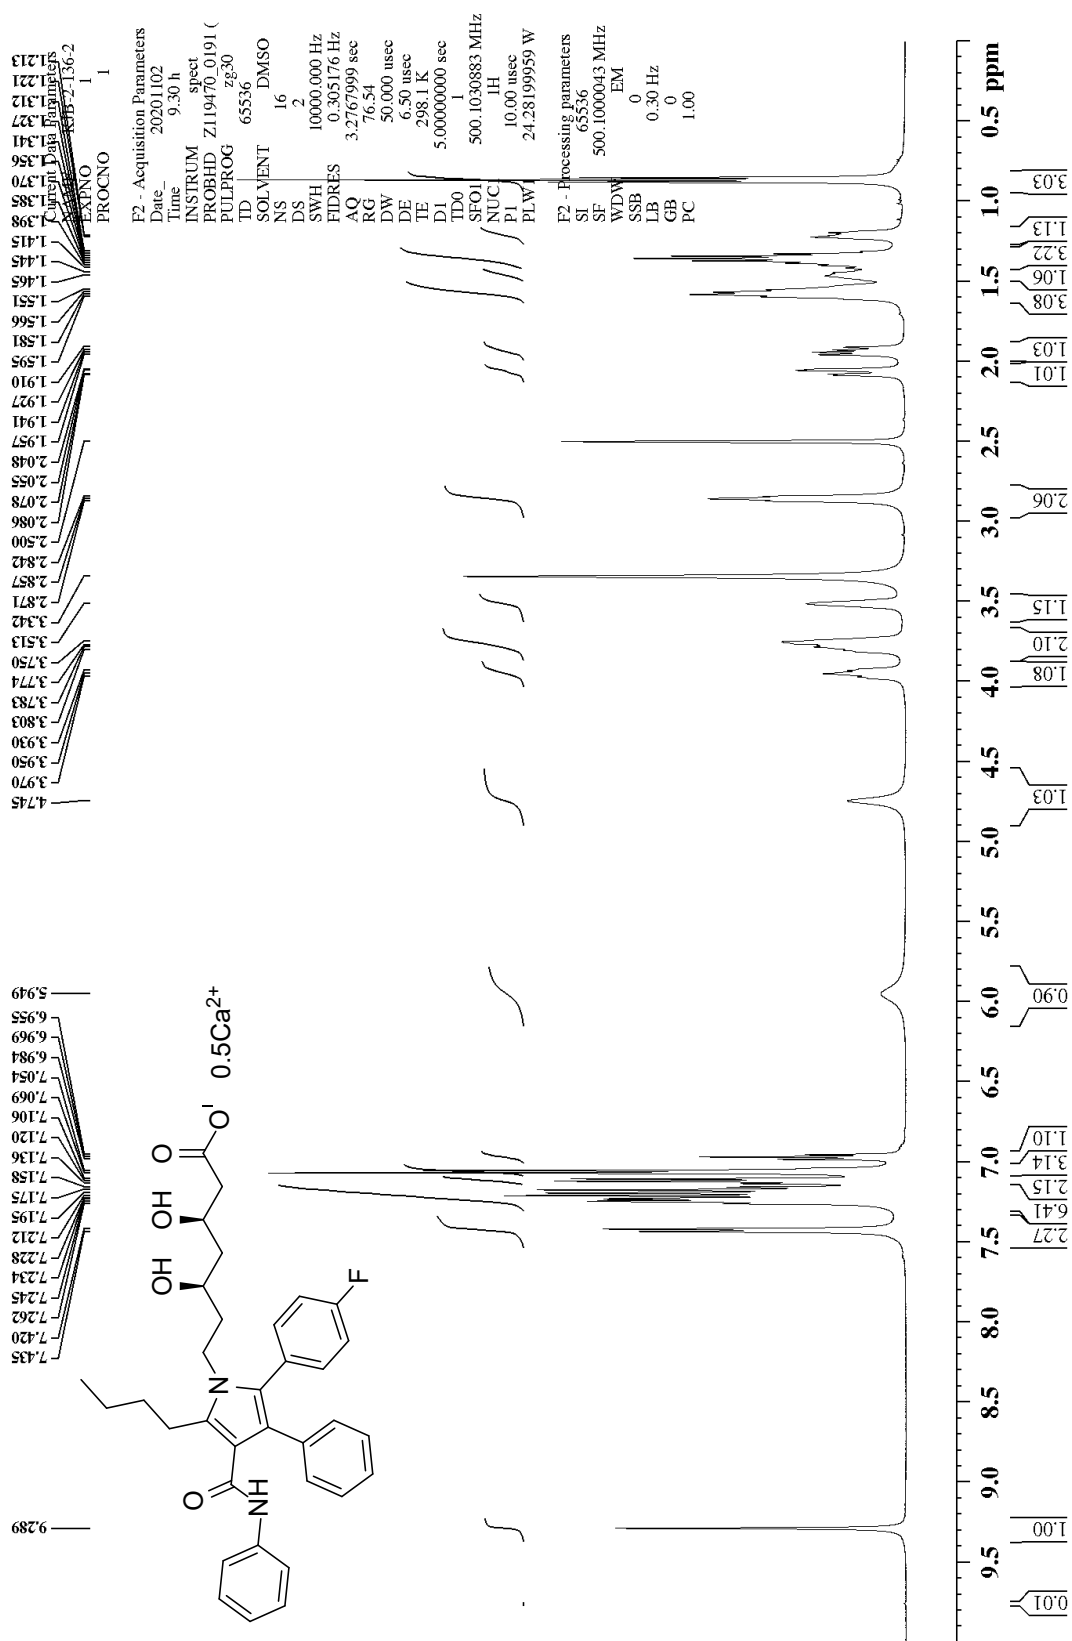 1.213
1.221
1.312
1.327
1.341
1.356
1.370
1.385
1.398
1.415
1.445
1.465
1.551
1.566
1.581
1.595
1.910
1.927
1.941
1.957
2.048
2.055
2.078
2.086
2.500
2.842
2.857
2.871
3.342
3.513
3.750
3.774
3.783
3.803
3.930
3.950
3.970
4.745
5.949
6.955
6.969
6.984
7.054
7.069
7.106
7.120
7.136
7.158
7.175
7.195
7.212
7.228
7.234
7.245
7.262
7.420
7.435
9.289
Current Data Parameters
NAME
EXPNO 1
PROCNO 1
F2 - Acquisition Parameters
Date_ 20201102
Time 9.30 h
INSTRUM spect
PROBHD Z119470_0191 (
PULPROG zg30
TD 65536
SOLVENT DMSO
NS 16
DS 2
SWH 10000.000 Hz
FIDRES 0.305176 Hz
AQ 3.2767999 sec
RG 76.54
DW 50.000 usec
DE 6.50 usec
TE 298.1 K
D1 5.00000000 sec
TD0 1
SFO1 500.1030883 MHz
NUC1 1H
P1 10.00 usec
PLW1 24.28199959 W
F2 - Processing parameters
SI 65536
SF 500.1000043 MHz
WDW EM
SSB 0
LB 0.30 Hz
GB 0
PC 1.00
O
NH
N
F
OH
OH
O
O-
0.5Ca2+
9.5 9.0 8.5 8.0 7.5 7.0 6.5 6.0 5.5 5.0 4.5 4.0 3.5 3.0 2.5 2.0 1.5 1.0 0.5 ppm
0.01
1.00
2.27
6.41
2.15
3.14
1.10
0.90
1.03
1.08
2.10
1.15
2.06
1.01
1.03
3.08
1.06
3.22
1.13
3.03